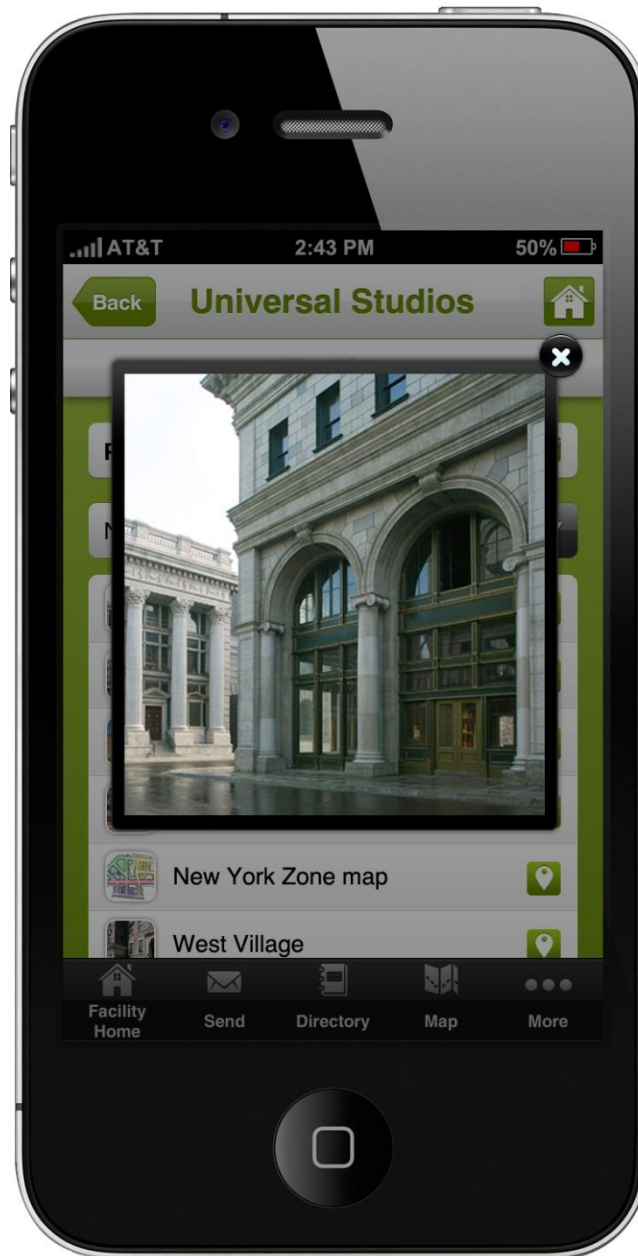 AT&T 2:43 PM 50%
Back Universal Studios
New York Zone map
West Village
Facility
Home Send Directory Map More